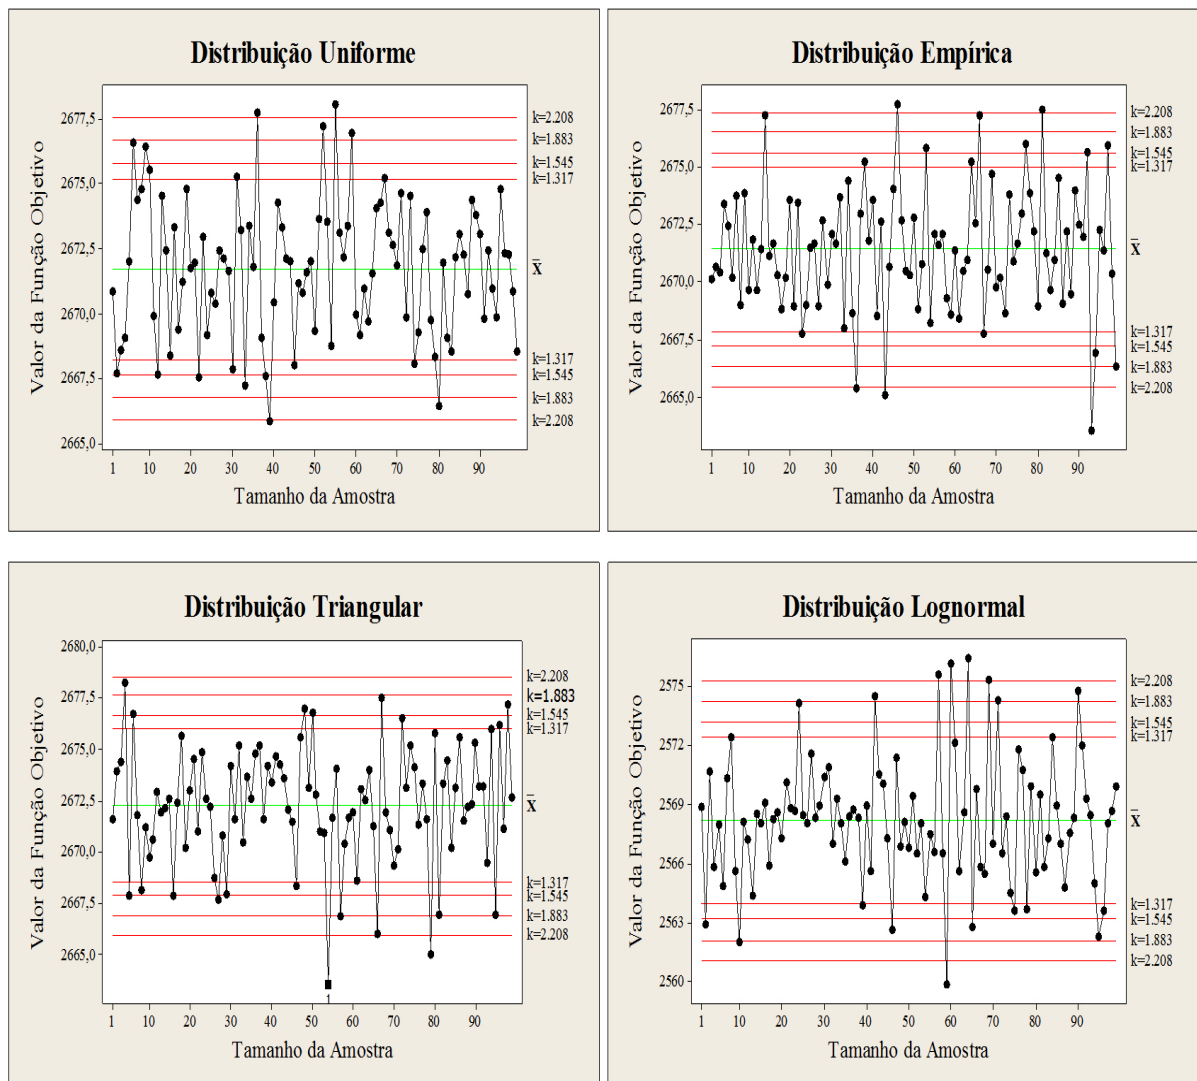 Distribuição Uniforme
Valor da Função Objetivo
2677,5
2675,0
2672,5
2670,0
2667,5
2665,0
k=2.208
k=1.883
k=1.545
k=1.317
X̅
k=1.317
k=1.545
k=1.883
k=2.208
1 10 20 30 40 50 60 70 80 90
Tamanho da Amostra
Distribuição Empírica
Valor da Função Objetivo
2677,5
2675,0
2672,5
2670,0
2667,5
2665,0
k=2.208
k=1.883
k=1.545
k=1.317
X̅
k=1.317
k=1.545
k=1.883
k=2.208
1 10 20 30 40 50 60 70 80 90
Tamanho da Amostra
Distribuição Triangular
Valor da Função Objetivo
2680,0
2677,5
2675,0
2672,5
2670,0
2667,5
2665,0
k=2.208
k=1.883
k=1.545
k=1.317
X̅
k=1.317
k=1.545
k=1.883
k=2.208
1
1 10 20 30 40 50 60 70 80 90
Tamanho da Amostra
Distribuição Lognormal
Valor da Função Objetivo
2575
2572
2569
2566
2563
2560
k=2.208
k=1.883
k=1.545
k=1.317
X̅
k=1.317
k=1.545
k=1.883
k=2.208
1 10 20 30 40 50 60 70 80 90
Tamanho da Amostra